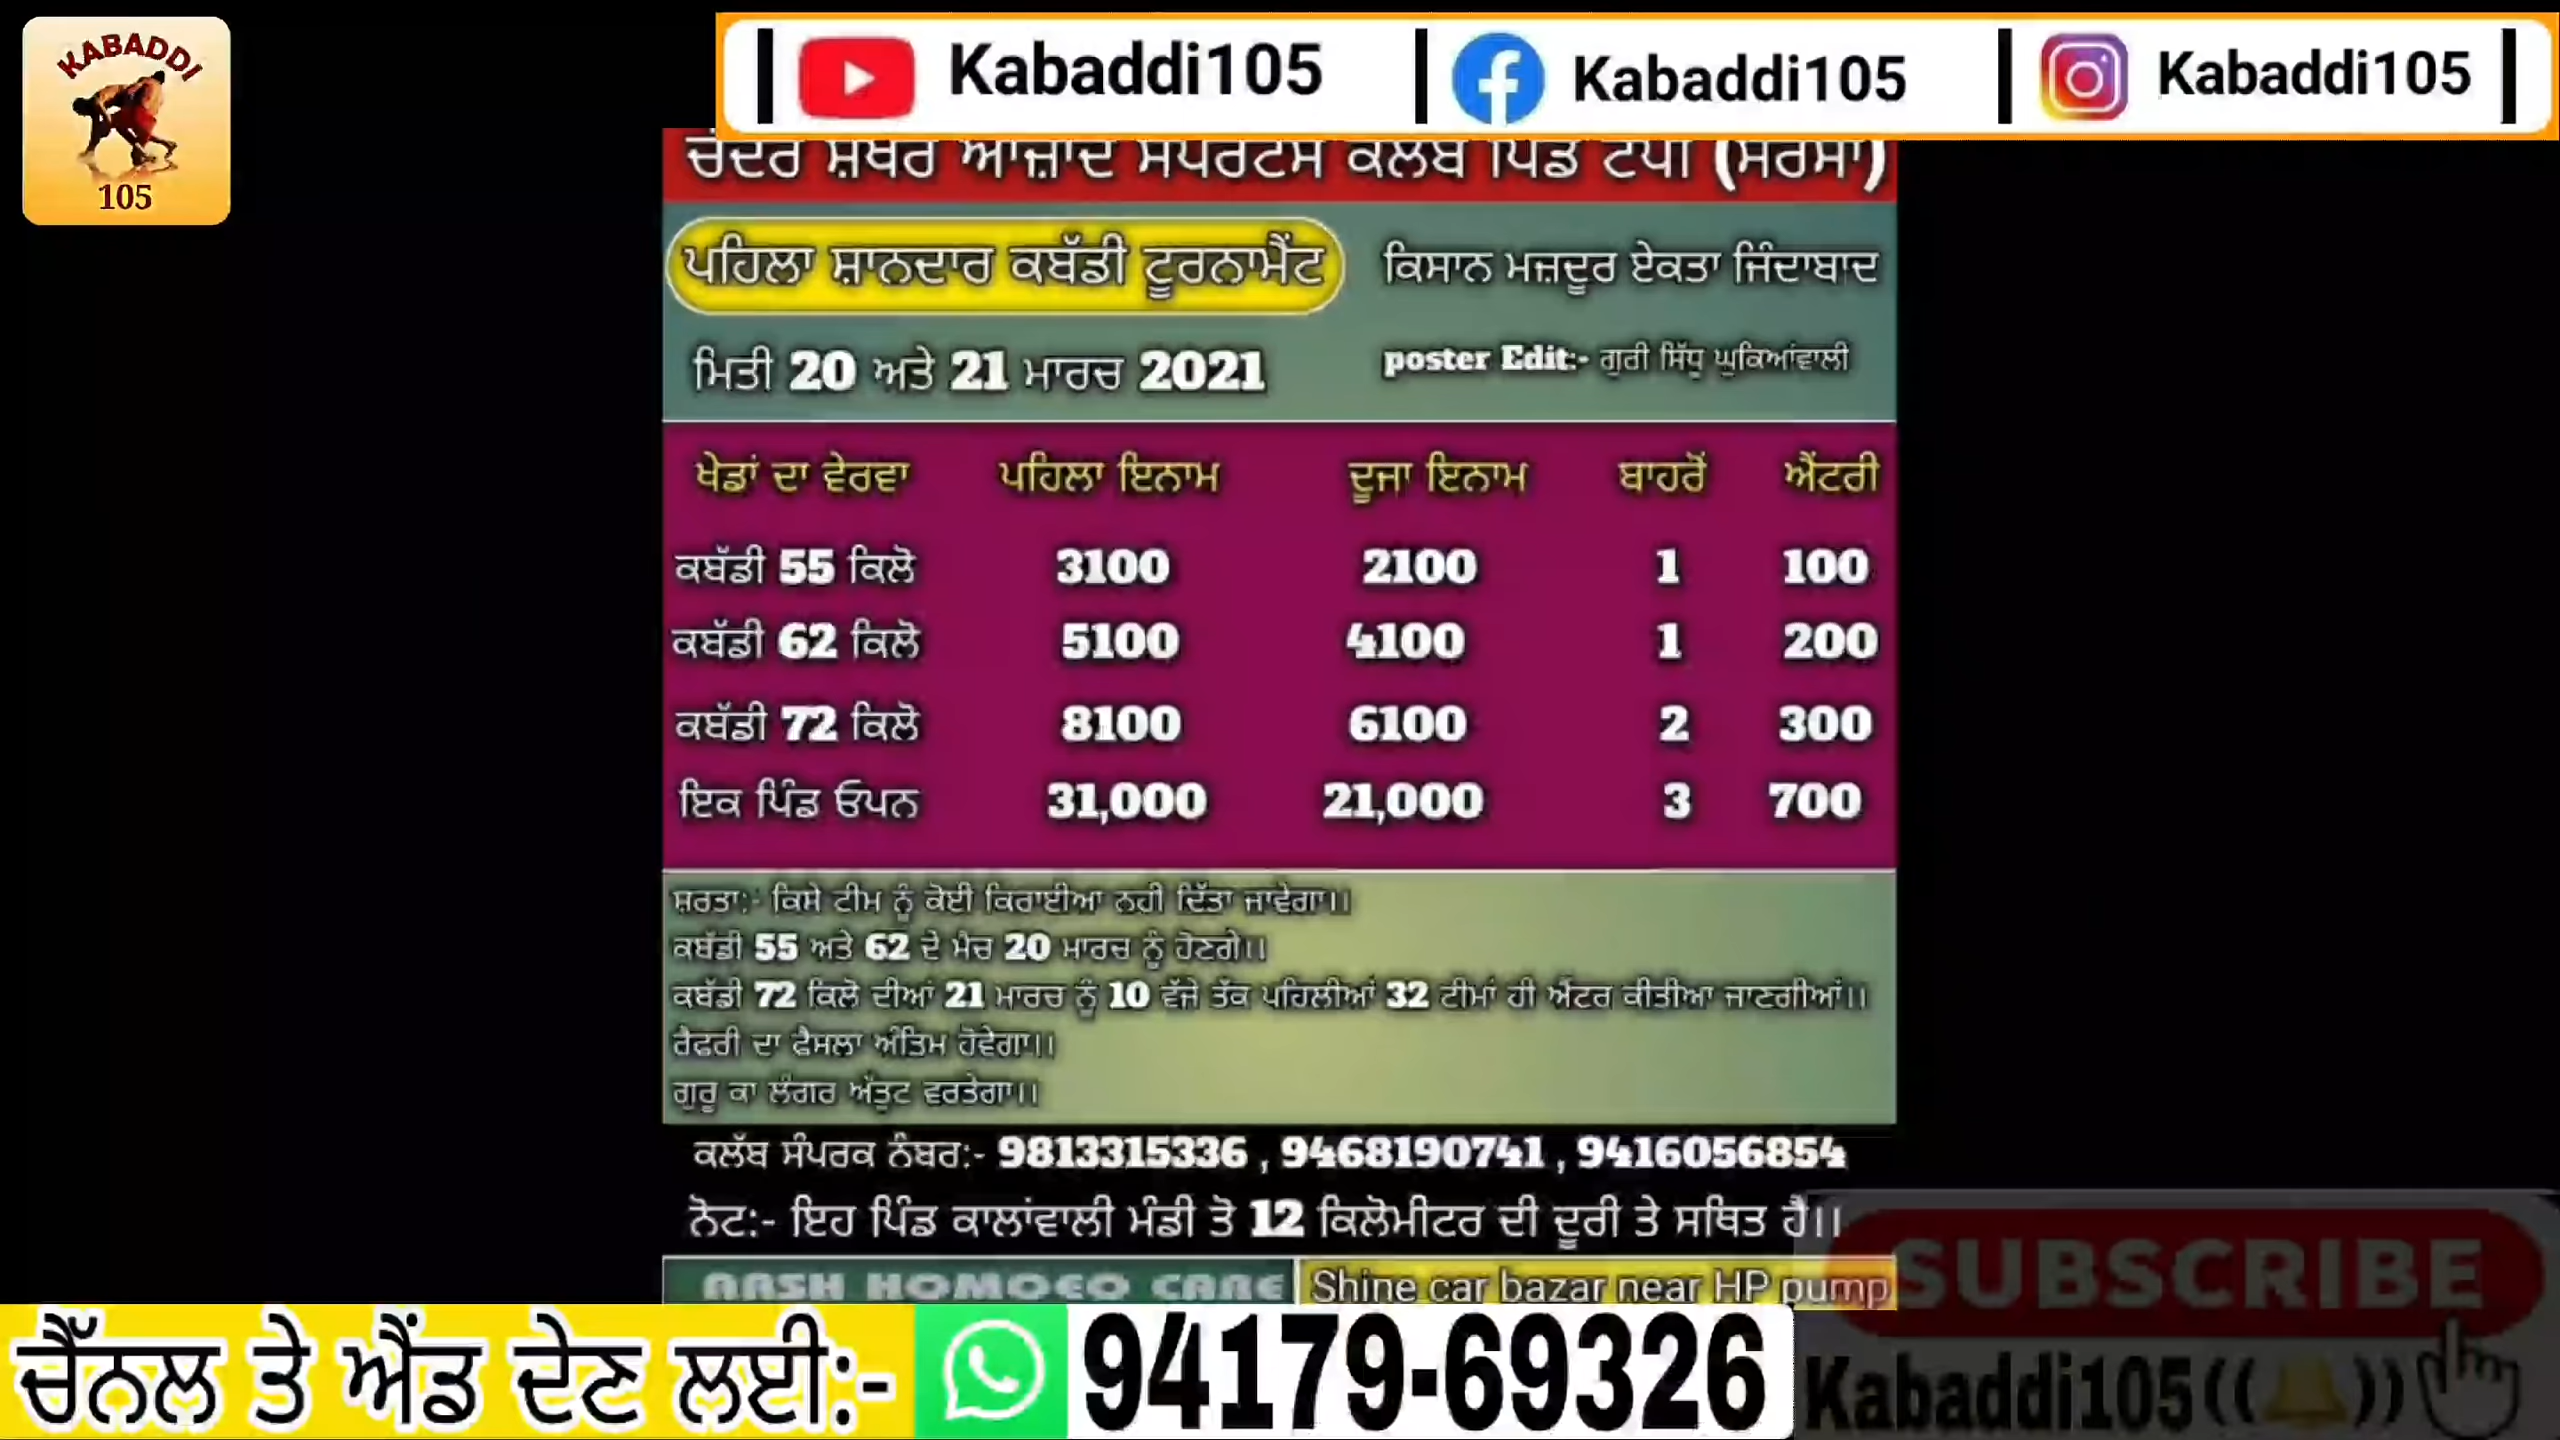 KABADDI
105
Kabaddi105
Kabaddi105
Kabaddi105
ਚੰਦਰ ਸ਼ੇਖਰ ਆਜ਼ਾਦ ਸਪੋਰਟਸ ਕਲੱਬ ਪਿੰਡ ਟੱਪੀ (ਸਰਸਾ)
ਪਹਿਲਾ ਸ਼ਾਨਦਾਰ ਕਬੱਡੀ ਟੂਰਨਾਮੈਂਟ
ਕਿਸਾਨ ਮਜ਼ਦੂਰ ਏਕਤਾ ਜਿੰਦਾਬਾਦ
ਮਿਤੀ 20 ਅਤੇ 21 ਮਾਰਚ 2021
poster Edit:- ਗੁਰੀ ਸਿੱਧੂ ਘੁਕਿਆਂਵਾਲੀ
ਖੇਡਾਂ ਦਾ ਵੇਰਵਾ ਪਹਿਲਾ ਇਨਾਮ ਦੂਜਾ ਇਨਾਮ ਬਾਹਰੋਂ ਐਂਟਰੀ
ਕਬੱਡੀ 55 ਕਿਲੋ 3100 2100 1 100
ਕਬੱਡੀ 62 ਕਿਲੋ 5100 4100 1 200
ਕਬੱਡੀ 72 ਕਿਲੋ 8100 6100 2 300
ਇਕ ਪਿੰਡ ਓਪਨ 31,000 21,000 3 700
ਸ਼ਰਤਾ:- ਕਿਸੇ ਟੀਮ ਨੂੰ ਕੋਈ ਕਿਰਾਈਆ ਨਹੀ ਦਿੱਤਾ ਜਾਵੇਗਾ।।
ਕਬੱਡੀ 55 ਅਤੇ 62 ਦੇ ਮੈਚ 20 ਮਾਰਚ ਨੂੰ ਹੋਣਗੇ।।
ਕਬੱਡੀ 72 ਕਿਲੋ ਦੀਆਂ 21 ਮਾਰਚ ਨੂੰ 10 ਵੱਜੇ ਤੱਕ ਪਹਿਲੀਆਂ 32 ਟੀਮਾਂ ਹੀ ਐਂਟਰ ਕੀਤੀਆ ਜਾਣਗੀਆਂ।।
ਰੈਫਰੀ ਦਾ ਫੈਸਲਾ ਅੰਤਿਮ ਹੋਵੇਗਾ।।
ਗੁਰੂ ਕਾ ਲੰਗਰ ਅੱਤੁਟ ਵਰਤੇਗਾ।।
ਕਲੱਬ ਸੰਪਰਕ ਨੰਬਰ:- 9813315336 , 9468190741 , 9416056854
ਨੋਟ:- ਇਹ ਪਿੰਡ ਕਾਲਾਂਵਾਲੀ ਮੰਡੀ ਤੋ 12 ਕਿਲੋਮੀਟਰ ਦੀ ਦੂਰੀ ਤੇ ਸਥਿਤ ਹੈ।।
AASH HOMOEO CARE
Shine car bazar near HP pump
SUBSCRIBE
ਚੈੱਨਲ ਤੇ ਐਂਡ ਦੇਣ ਲਈ:- 94179-69326
Kabaddi105